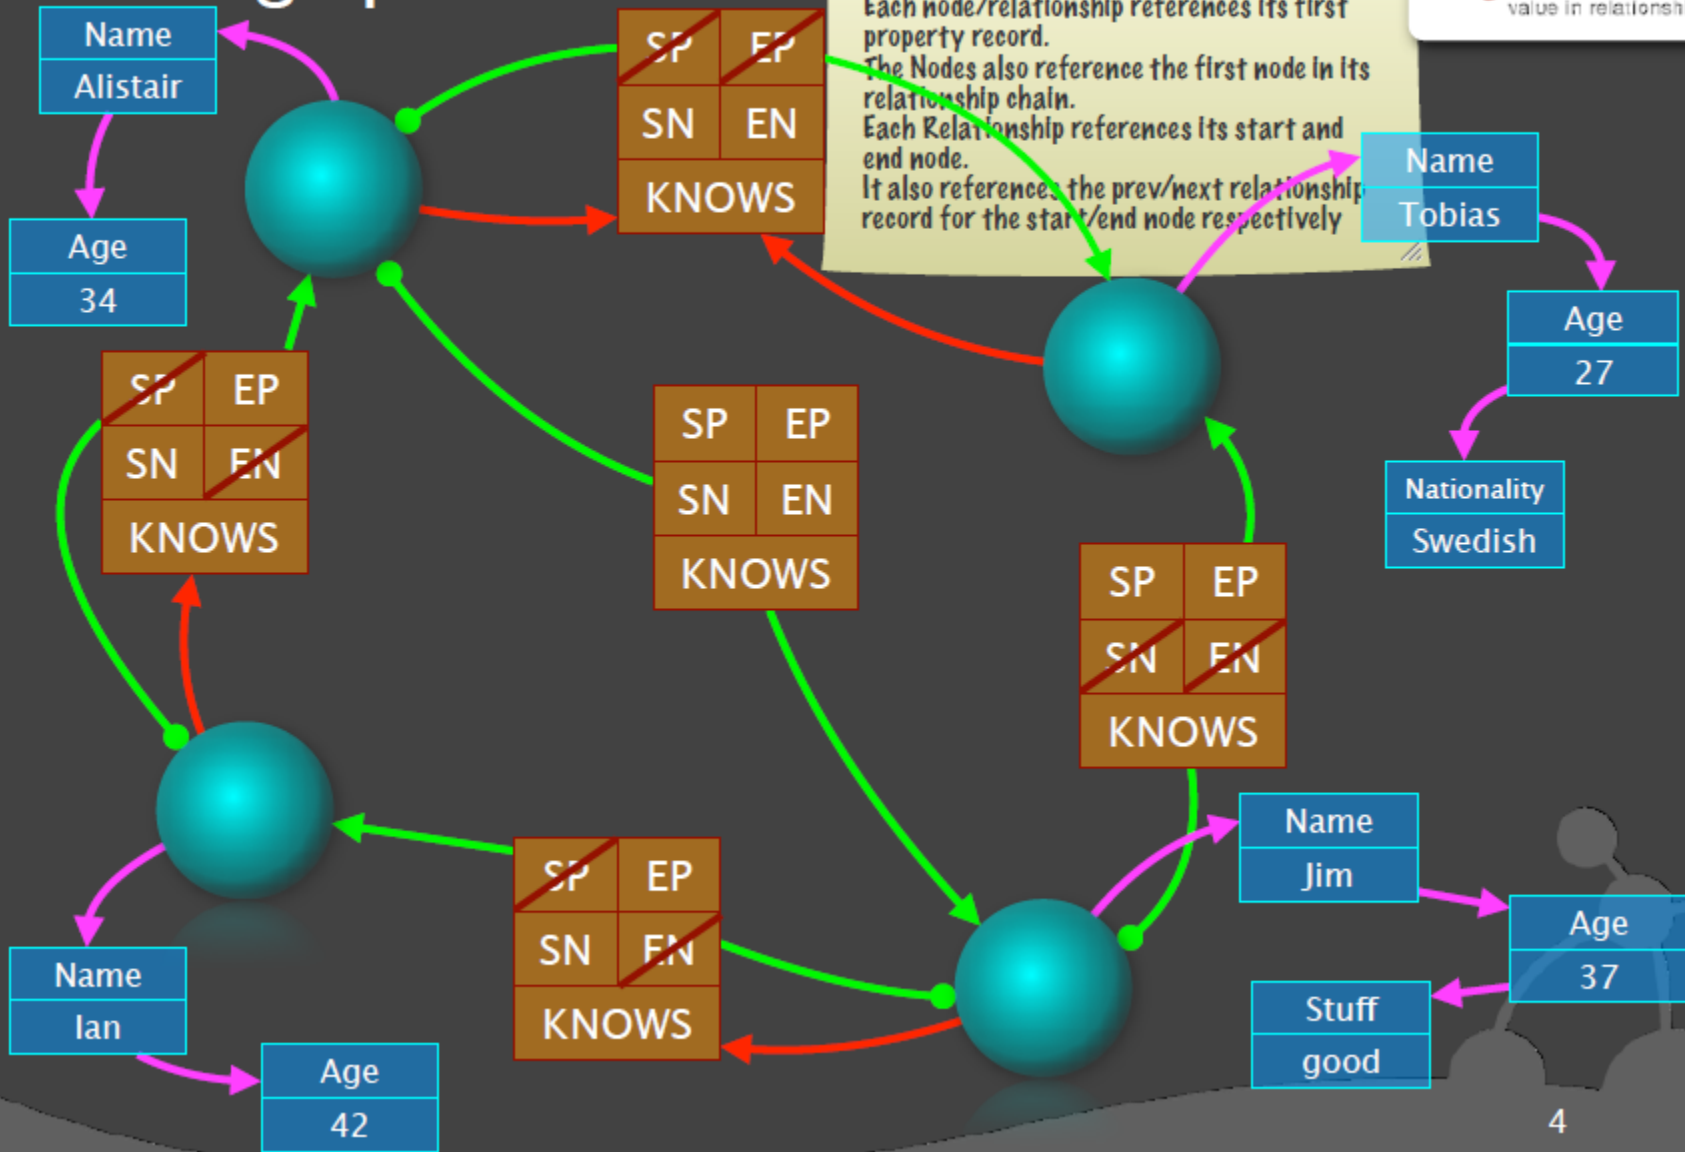 Each node/relationship references its first
property record.
The Nodes also reference the first node in its
relationship chain.
Each Relationship references its start and
end node.
It also references the prev/next relationship
record for the start/end node respectively
value in relationsh
Name
Alistair
Age
34
SP EP
SN EN
KNOWS
Name
Tobias
Age
27
Nationality
Swedish
SP EP
SN EN
KNOWS
SP EP
SN EN
KNOWS
SP EP
SN EN
KNOWS
SP EP
SN EN
KNOWS
Name
Jim
Age
37
Stuff
good
Name
Ian
Age
42
4